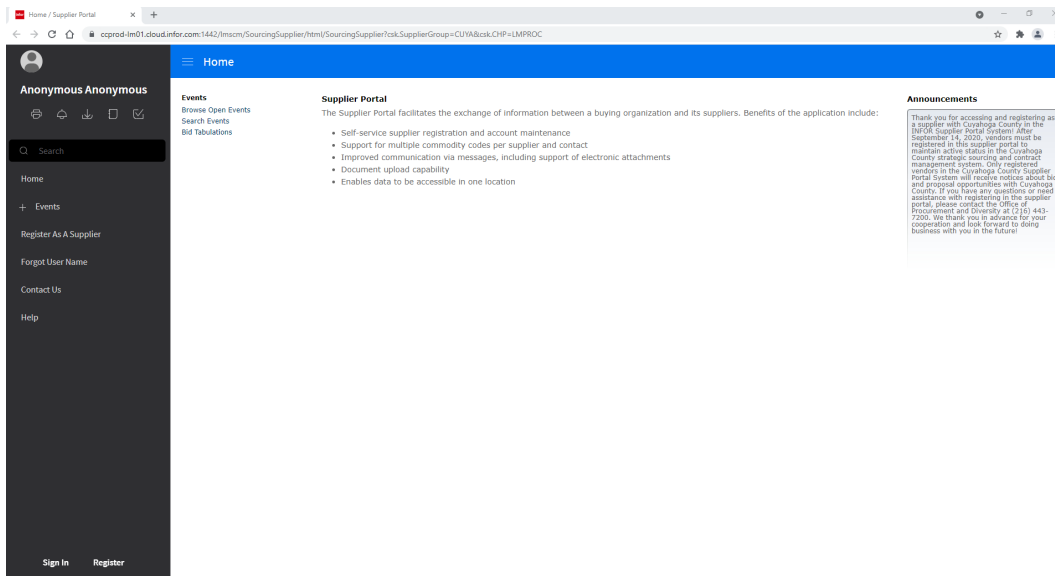 Home / Supplier Portal
ccprod-lm01.cloud.infor.com:1442/lmscm/SourcingSupplier/html/SourcingSupplier?csk.SupplierGroup=CUYA&csk.CHP=LMPROC
Anonymous Anonymous
Search
Home
Events
Register As A Supplier
Forgot User Name
Contact Us
Help
Sign In
Register
Home
Events
Browse Open Events
Search Events
Bid Tabulations
Supplier Portal
The Supplier Portal facilitates the exchange of information between a buying organization and its suppliers. Benefits of the application include:
Self-service supplier registration and account maintenance
Support for multiple commodity codes per supplier and contact
Improved communication via messages, including support of electronic attachments
Document upload capability
Enables data to be accessible in one location
Announcements
Thank you for accessing and registering as
a supplier with Cuyahoga County in the
INFOR Supplier Portal System! After
September 14, 2020, vendors must be
registered in this supplier portal to
maintain active status in the Cuyahoga
County strategic sourcing and contract
management system. Only registered
vendors in the Cuyahoga County Supplier
Portal System will receive notices about
and proposal opportunities with Cuyahoga
County. If you have any questions or need
assistance with registering in the supplier
portal, please contact the Office of
Procurement and Diversity at (216) 443-
7200. We thank you in advance for your
cooperation and look forward to doing
business with you in the future!